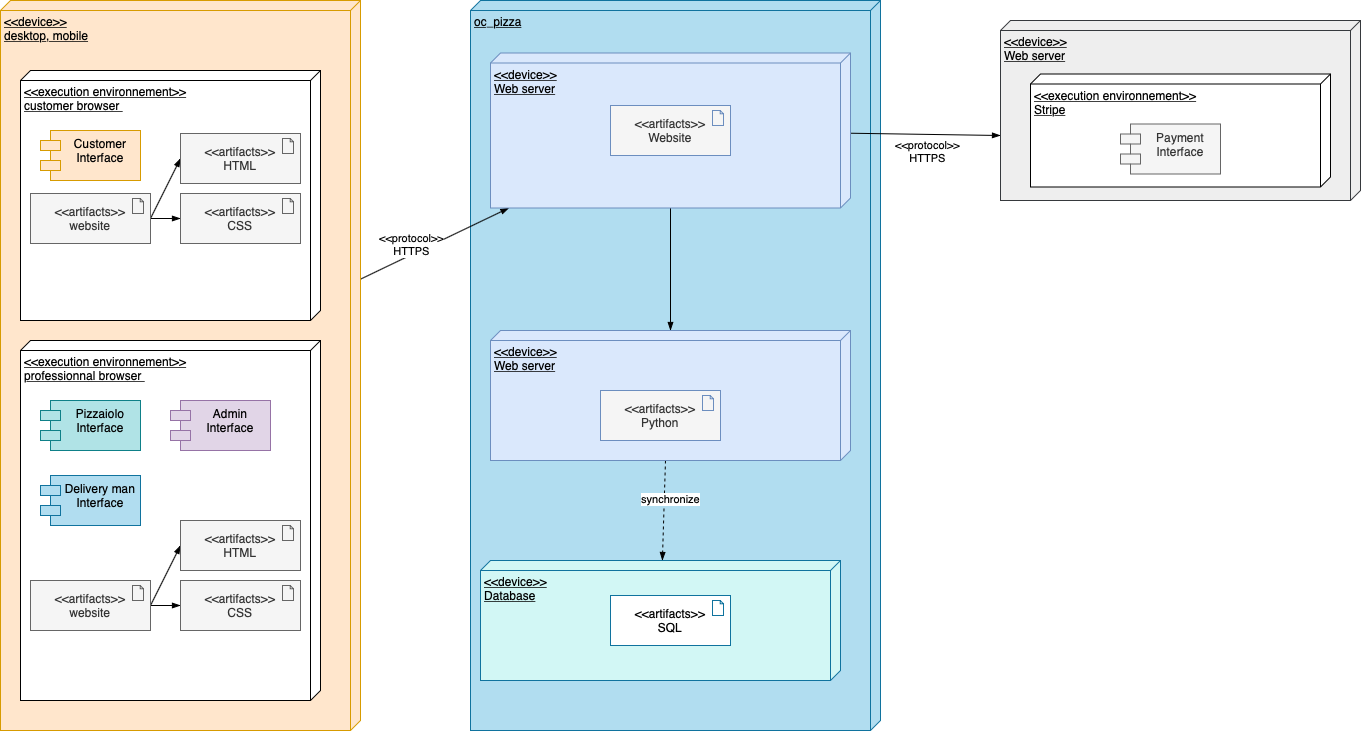 <<device>>
desktop, mobile
<<execution environnement>>
customer browser
Customer
Interface
<<artifacts>>
HTML
<<artifacts>>
website
<<artifacts>>
CSS
<<execution environnement>>
professionnal browser
Pizzaiolo
Interface
Admin
Interface
Delivery man
Interface
<<artifacts>>
HTML
<<artifacts>>
website
<<artifacts>>
CSS
<<protocol>>
HTTPS
oc_pizza
<<device>>
Web server
<<artifacts>>
Website
<<device>>
Web server
<<artifacts>>
Python
synchronize
<<device>>
Database
<<artifacts>>
SQL
<<protocol>>
HTTPS
<<device>>
Web server
<<execution environnement>>
Stripe
Payment
Interface